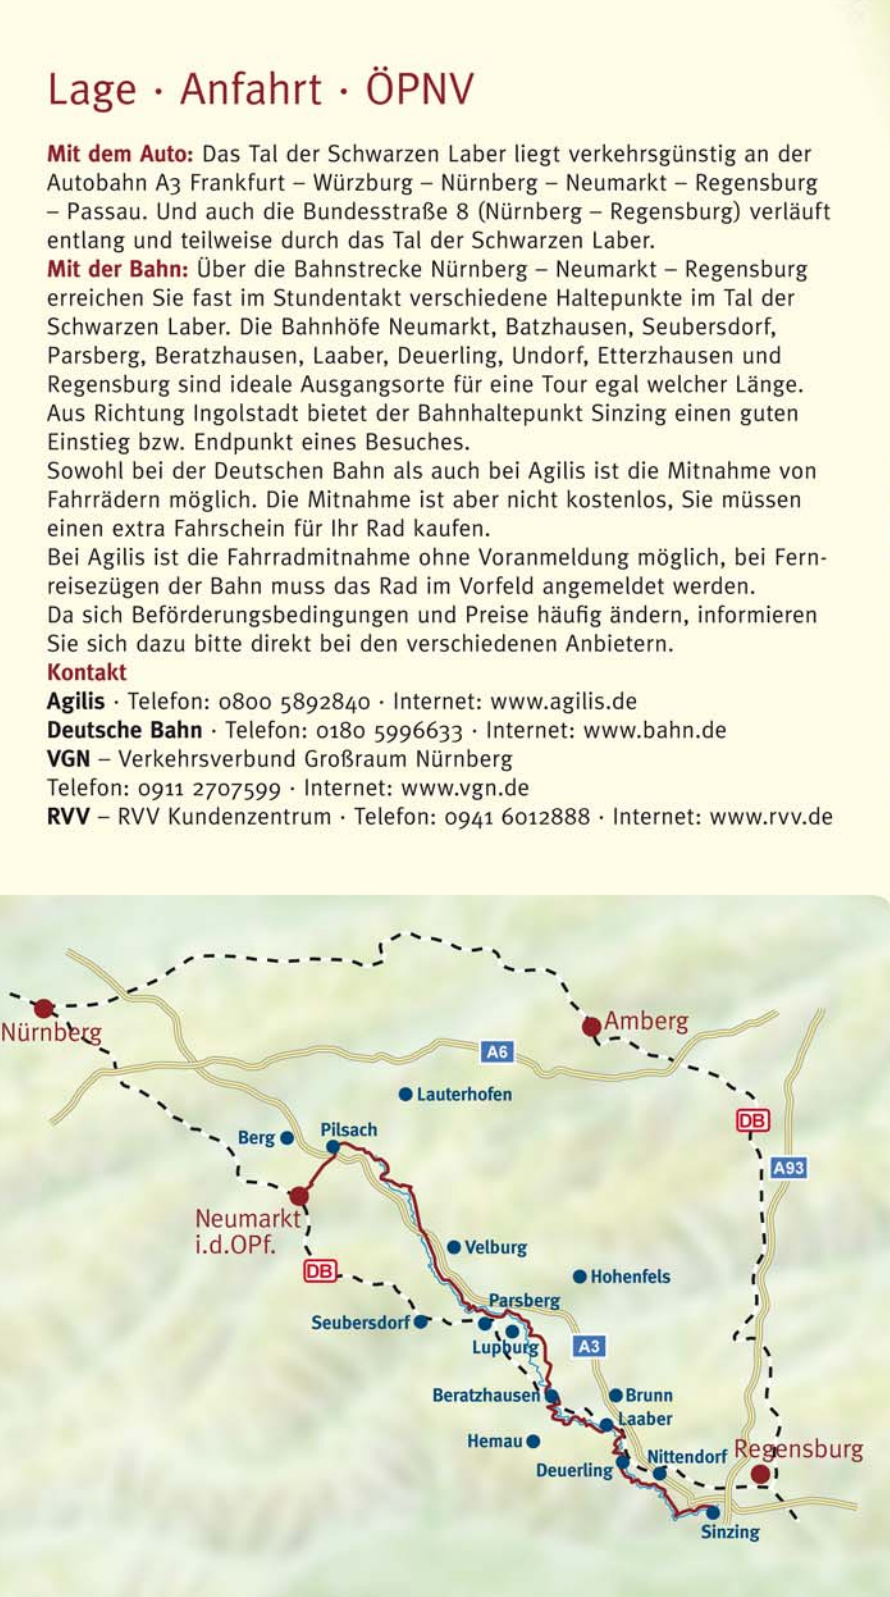 Lage · Anfahrt · ÖPNV
Mit dem Auto: Das Tal der Schwarzen Laber liegt verkehrsgünstig an der
Autobahn A3 Frankfurt – Würzburg – Nürnberg – Neumarkt – Regensburg
– Passau. Und auch die Bundesstraße 8 (Nürnberg – Regensburg) verläuft
entlang und teilweise durch das Tal der Schwarzen Laber.
Mit der Bahn: Über die Bahnstrecke Nürnberg – Neumarkt – Regensburg
erreichen Sie fast im Stundentakt verschiedene Haltepunkte im Tal der
Schwarzen Laber. Die Bahnhöfe Neumarkt, Batzhausen, Seubersdorf,
Parsberg, Beratzhausen, Laaber, Deuerling, Undorf, Etterzhausen und
Regensburg sind ideale Ausgangsorte für eine Tour egal welcher Länge.
Aus Richtung Ingolstadt bietet der Bahnhaltepunkt Sinzing einen guten
Einstieg bzw. Endpunkt eines Besuches.
Sowohl bei der Deutschen Bahn als auch bei Agilis ist die Mitnahme von
Fahrrädern möglich. Die Mitnahme ist aber nicht kostenlos, Sie müssen
einen extra Fahrschein für Ihr Rad kaufen.
Bei Agilis ist die Fahrradmitnahme ohne Voranmeldung möglich, bei Fern-
reisezügen der Bahn muss das Rad im Vorfeld angemeldet werden.
Da sich Beförderungsbedingungen und Preise häufig ändern, informieren
Sie sich dazu bitte direkt bei den verschiedenen Anbietern.
Kontakt
Agilis · Telefon: 0800 5892840 · Internet: www.agilis.de
Deutsche Bahn · Telefon: 0180 5996633 · Internet: www.bahn.de
VGN – Verkehrsverbund Großraum Nürnberg
Telefon: 0911 2707599 · Internet: www.vgn.de
RVV – RVV Kundenzentrum · Telefon: 0941 6012888 · Internet: www.rvv.de
Nürnberg
Amberg
A6
Lauterhofen
DB
Pilsach
Berg
A93
Neumarkt
i.d.OPf.
Velburg
DB
Hohenfels
Parsberg
Seubersdorf
Lupburg
A3
Beratzhausen
Brunn
Laaber
Hemau
Nittendorf
Regensburg
Deuerling
Sinzing